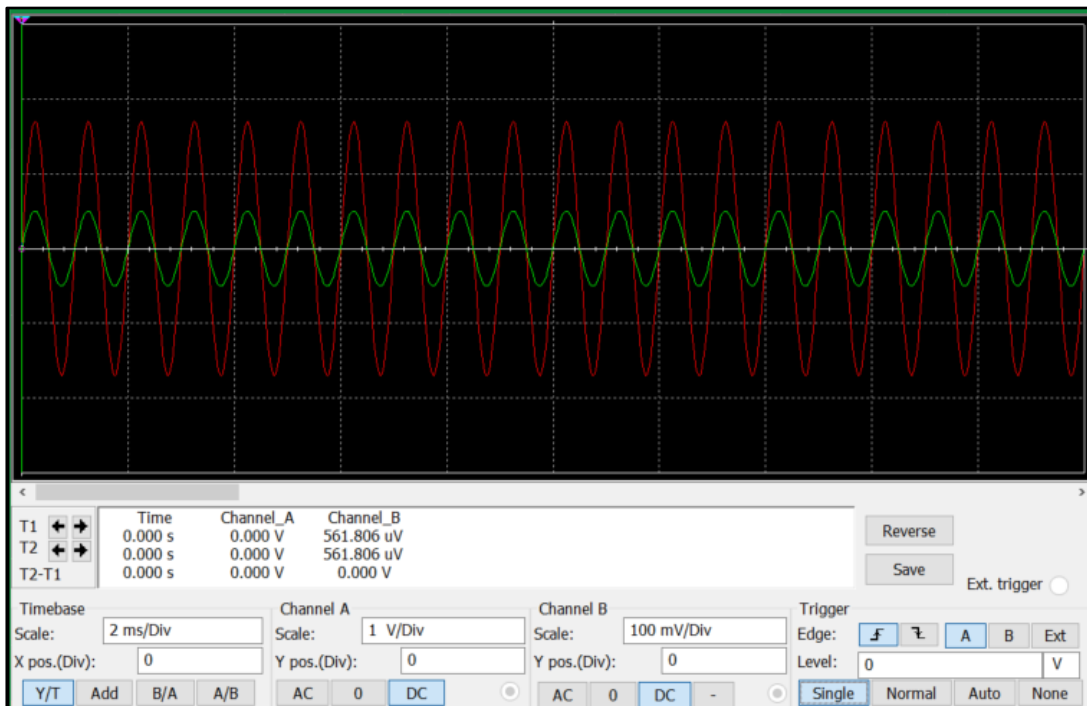 Time Channel_A Channel_B
T1 0.000 s 0.000 V 561.806 uV
T2 0.000 s 0.000 V 561.806 uV
T2-T1 0.000 s 0.000 V 0.000 V
Reverse
Save
Ext. trigger
Timebase
Scale: 2 ms/Div
X pos.(Div): 0
Y/T Add B/A A/B
Channel A
Scale: 1 V/Div
Y pos.(Div): 0
AC 0 DC
Channel B
Scale: 100 mV/Div
Y pos.(Div): 0
AC 0 DC -
Trigger
Edge: A B Ext
Level: 0 V
Single Normal Auto None